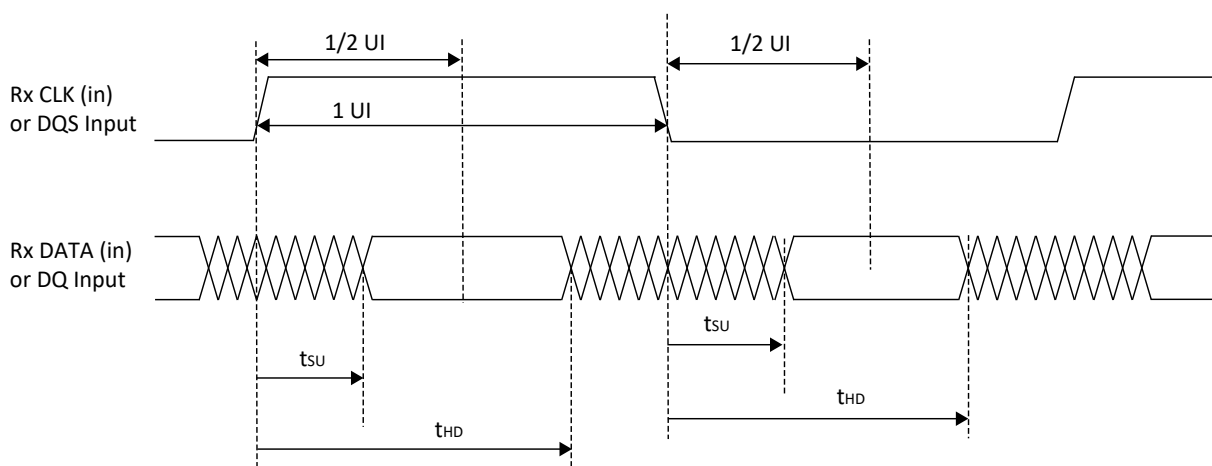 1/2 UI
1/2 UI
Rx CLK (in)
or DQS Input
1 UI
Rx DATA (in)
or DQ Input
tSU
tSU
tHD
tHD